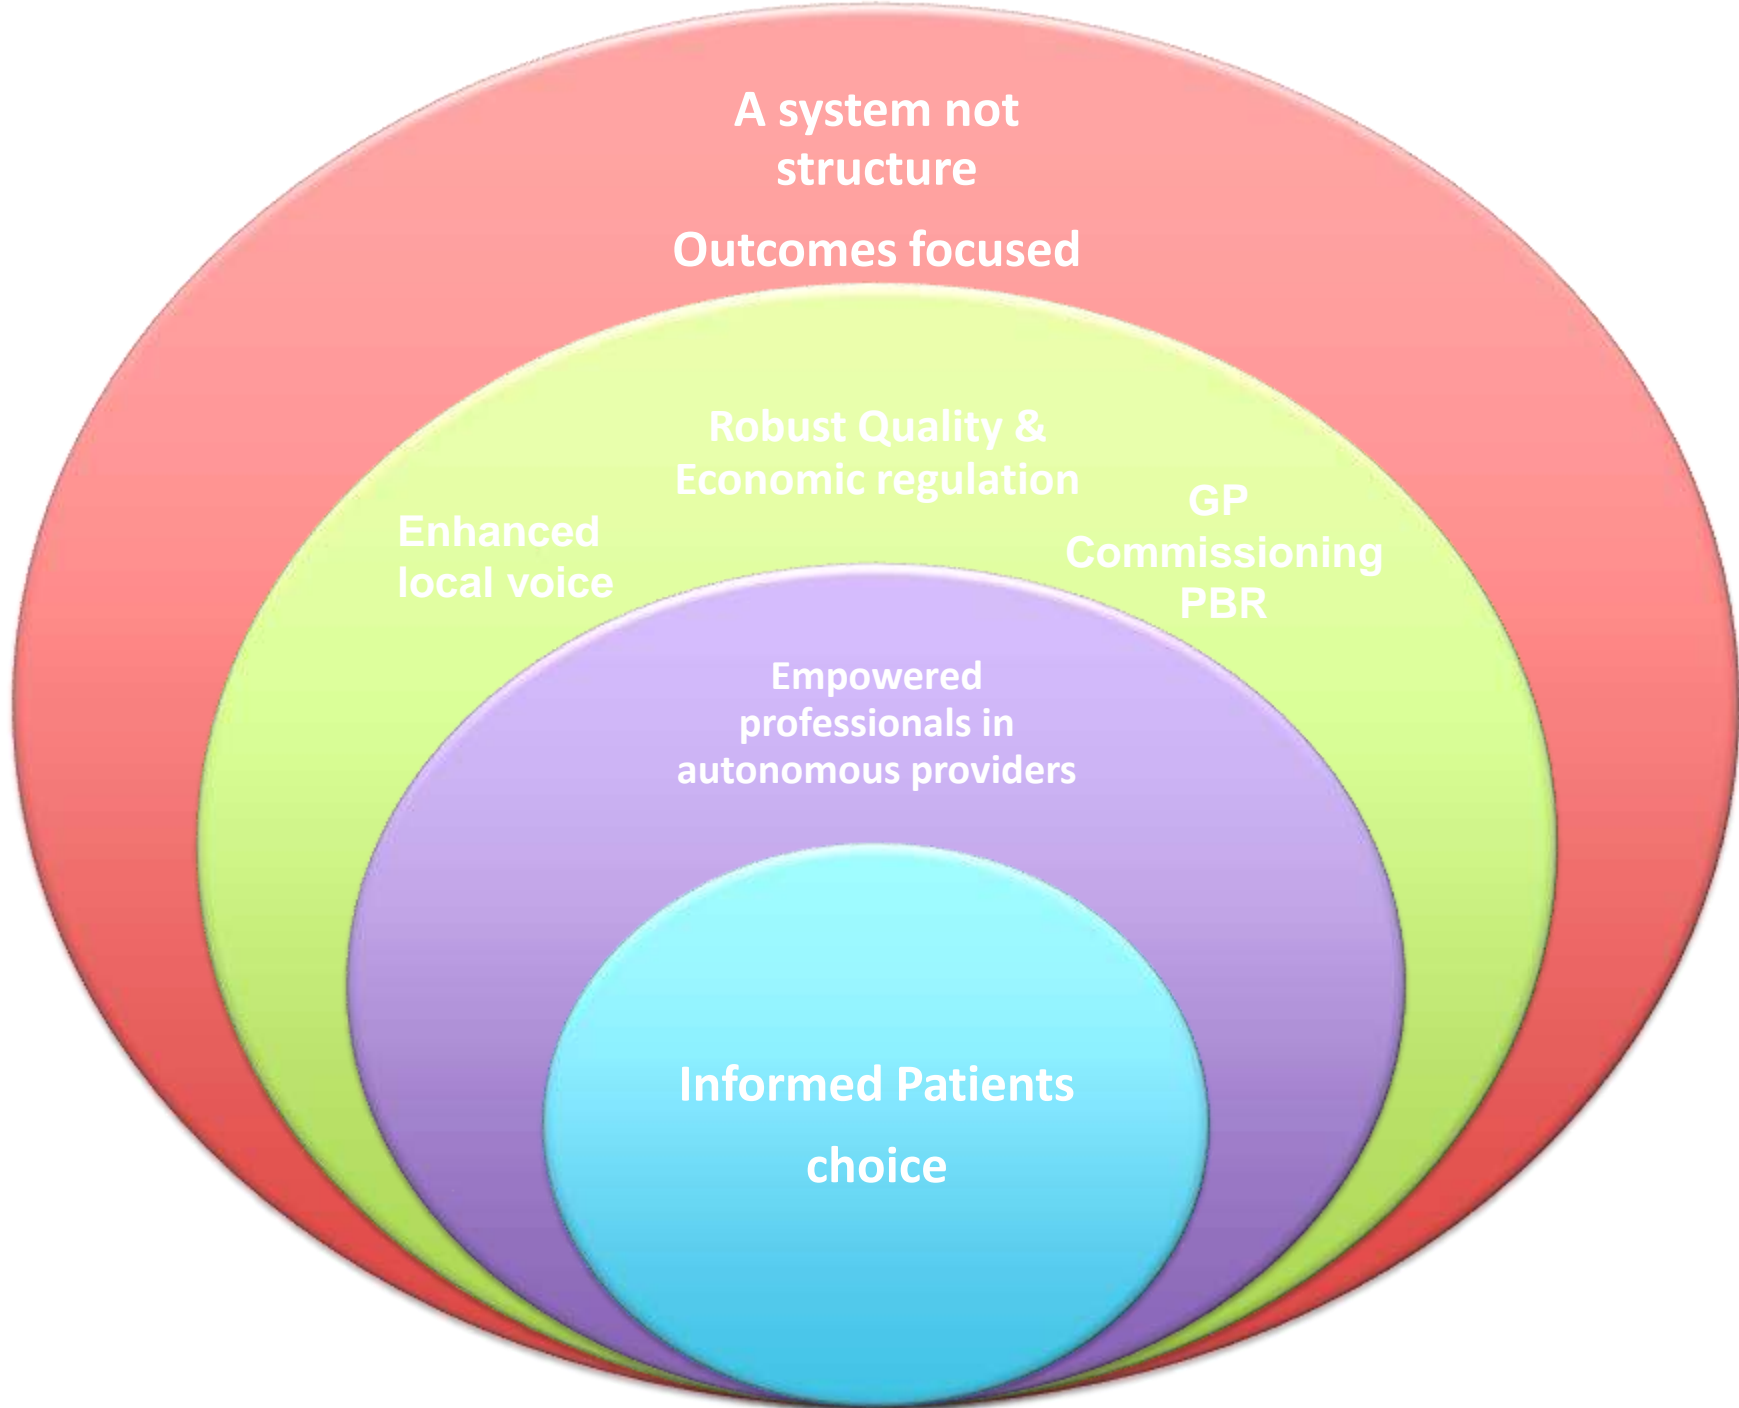 A system not
structure
Outcomes focused
Robust Quality &
Economic regulation
Enhanced
local voice
GP
Commissioning
PBR
Empowered
professionals in
autonomous providers
Informed Patients
choice